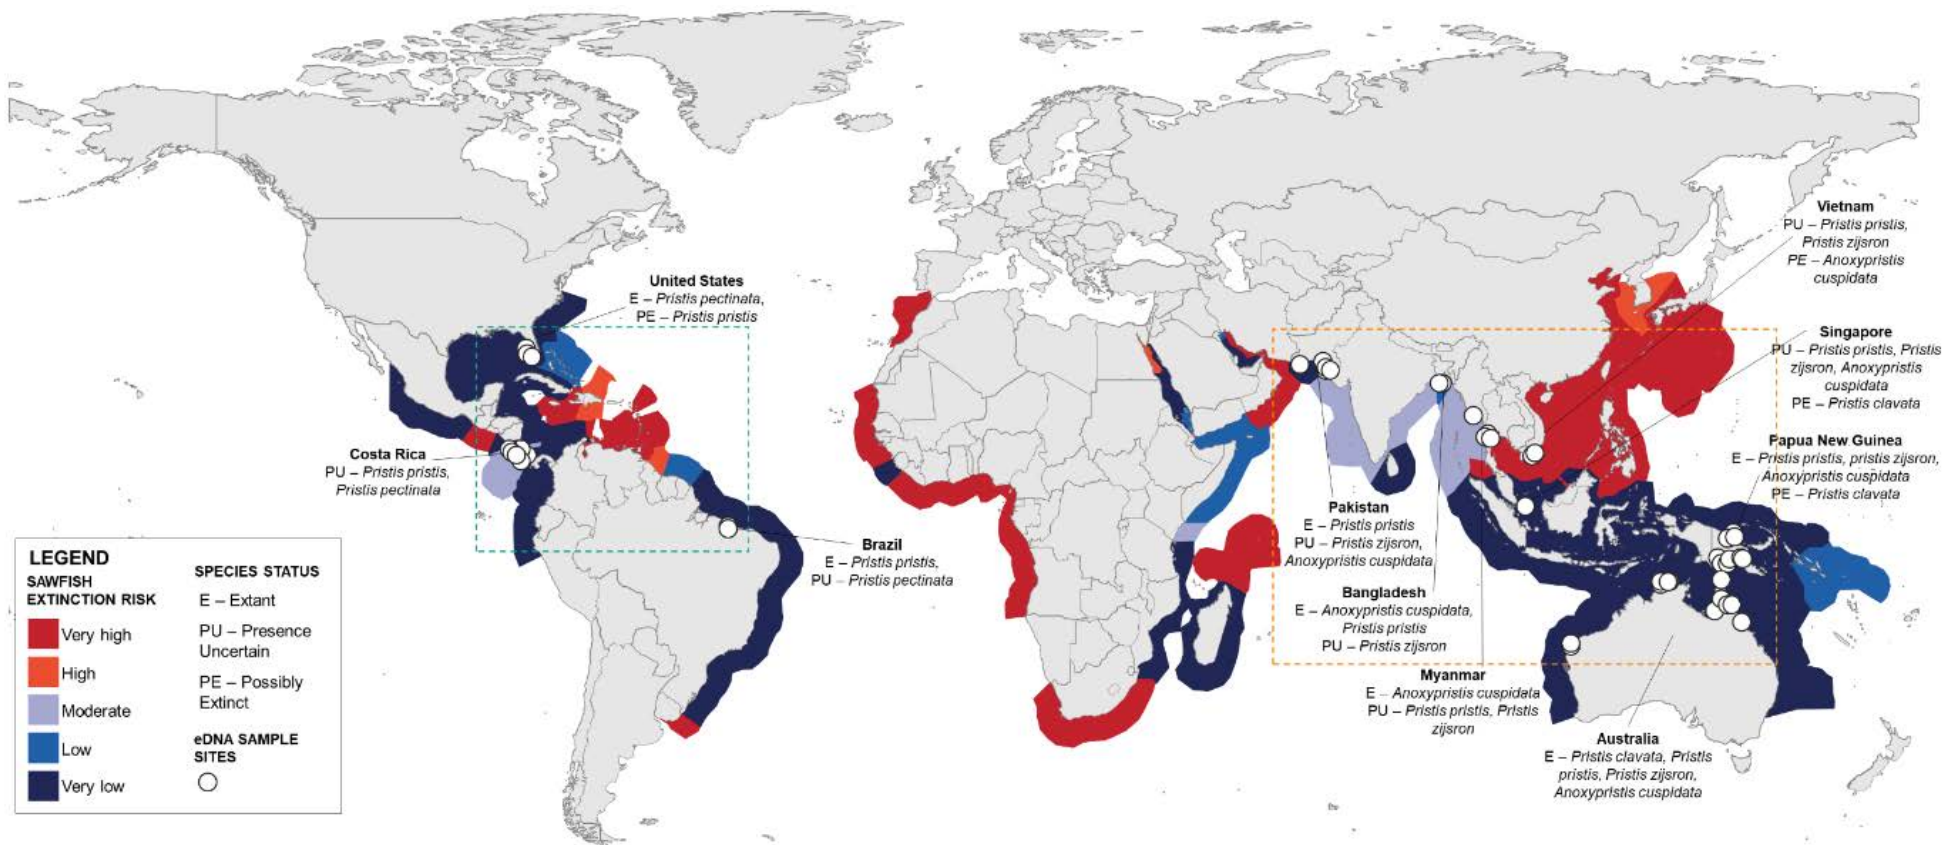 Vietnam
PU – Pristis pristis,
Pristis zijsron
PE – Anoxypristis
cuspidata
United States
E – Pristis pectinata,
PE – Pristis pristis
Singapore
PU – Pristis pristis, Pristis
zijsron, Anoxypristis
cuspidata
PE – Pristis clavata
Costa Rica
PU – Pristis pristis,
Pristis pectinata
Papua New Guinea
E – Pristis pristis, pristis zijsron,
Anoxypristis cuspidata
PE – Pristis clavata
Pakistan
E – Pristis pristis
PU – Pristis zijsron,
Anoxypristis cuspidata
Brazil
E – Pristis pristis,
PU – Pristis pectinata
Bangladesh
E – Anoxypristis cuspidata,
Pristis pristis
PU – Pristis zijsron
Myanmar
E – Anoxypristis cuspidata
PU – Pristis pristis, Pristis
zijsron
Australia
E – Pristis clavata, Pristis
pristis, Pristis zijsron,
Anoxypristis cuspidata
LEGEND
SAWFISH
EXTINCTION RISK
Very high
High
Moderate
Low
Very low
SPECIES STATUS
E – Extant
PU – Presence
Uncertain
PE – Possibly
Extinct
eDNA SAMPLE
SITES